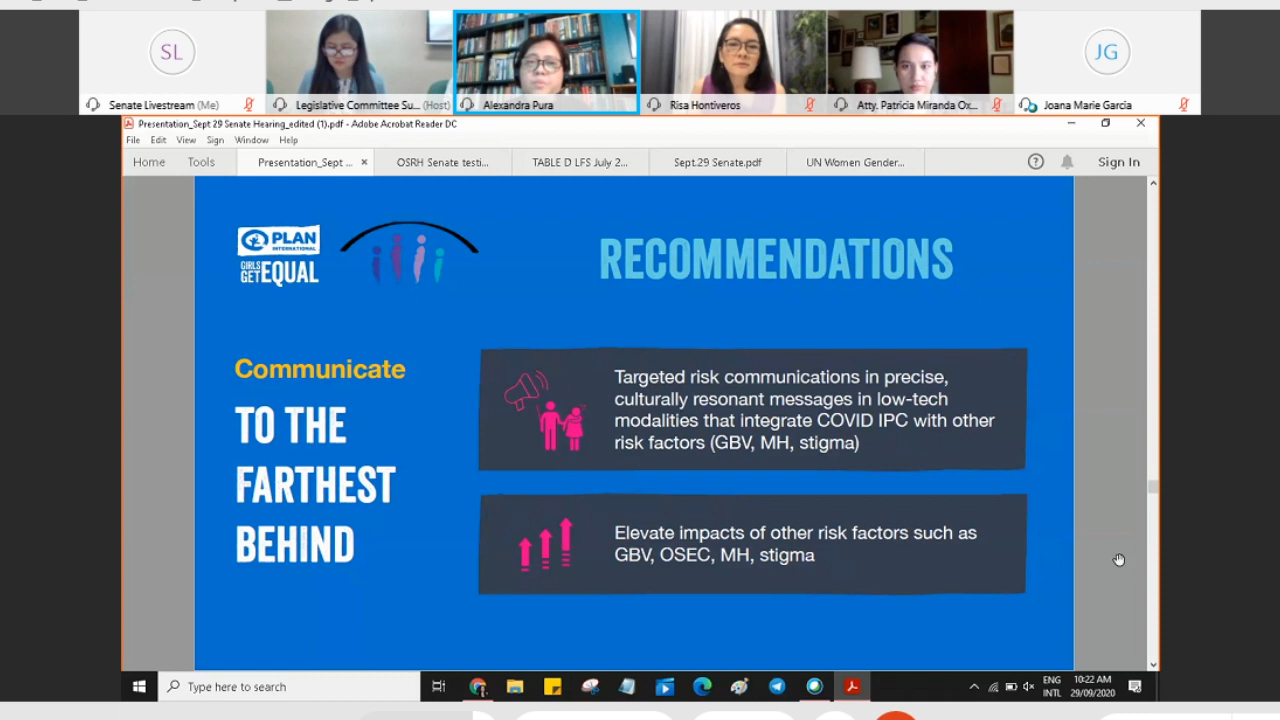 SL
JG
Senate Livestream (Me)
Legislative Committee Su... (Host)
Alexandra Pura
Risa Hontiveros
Atty. Patricia Miranda Ox...
Joana Marie Garcia
Presentation_Sept 29 Senate Hearing_edited (1).pdf - Adobe Acrobat Reader DC
File Edit View Sign Window Help
Home Tools Presentation_Sept ... × OSRH Senate testi... TABLE D LFS July 2... Sept.29 Senate.pdf UN Women Gender... Sign In
PLAN
INTERNATIONAL
GIRLS
GET EQUAL
RECOMMENDATIONS
Communicate
TO THE
FARTHEST
BEHIND
Targeted risk communications in precise,
culturally resonant messages in low-tech
modalities that integrate COVID IPC with other
risk factors (GBV, MH, stigma)
Elevate impacts of other risk factors such as
GBV, OSEC, MH, stigma
Type here to search
ENG
INTL
10:22 AM
29/09/2020